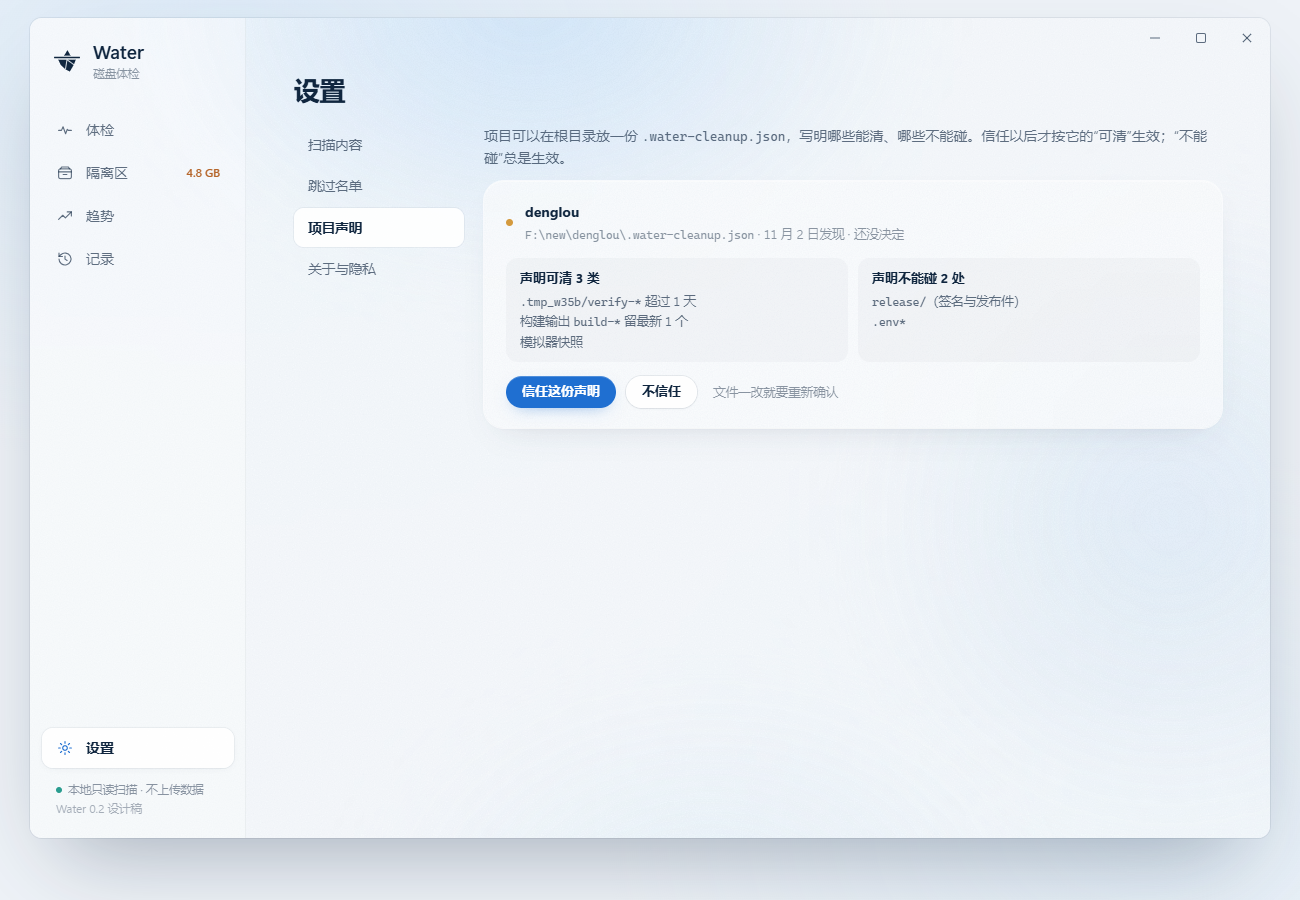 Water
磁盘体检
体检
隔离区 4.8 GB
趋势
记录
设置
扫描内容
跳过名单
项目声明
关于与隐私
项目可以在根目录放一份 .water-cleanup.json，写明哪些能清、哪些不能碰。信任以后才按它的“可清”生效；“不能
碰”总是生效。
denglou
F:\new\denglou\.water-cleanup.json · 11 月 2 日发现 · 还没决定
声明可清 3 类
.tmp_w35b/verify-* 超过 1 天
构建输出 build-* 留最新 1 个
模拟器快照
声明不能碰 2 处
release/（签名与发布件）
.env*
信任这份声明
不信任
文件一改就要重新确认
设置
本地只读扫描 · 不上传数据
Water 0.2 设计稿